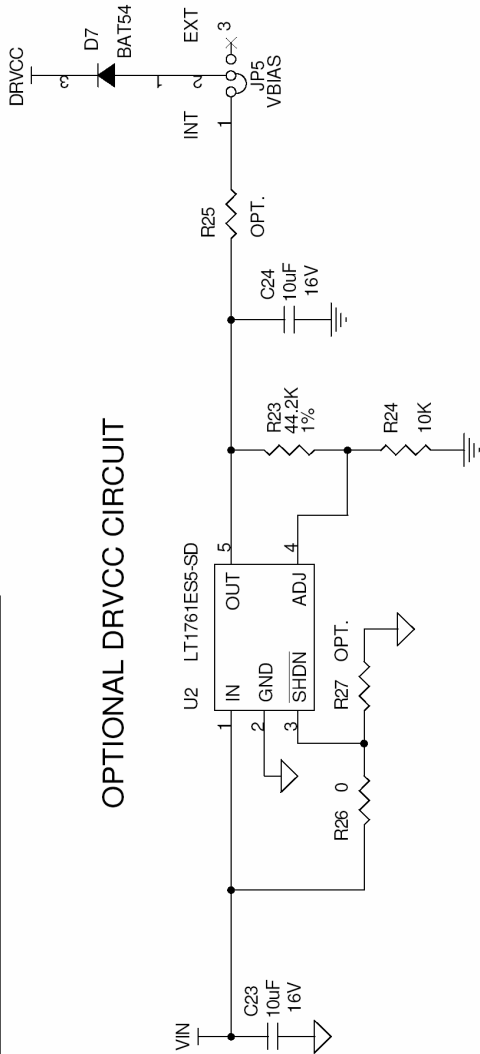 OPTIONAL DRVCC CIRCUIT
VIN
C23
10uF
16V
R26 0
R27 OPT.
U2 LT1761ES5-SD
1
IN
2
GND
3
SHDN
OUT
5
ADJ
4
R23
44.2K
1%
R24
10K
C24
10uF
16V
R25
OPT.
INT
1
JP5
VBIAS
EXT
3
2
1
3
D7
BAT54
DRVCC